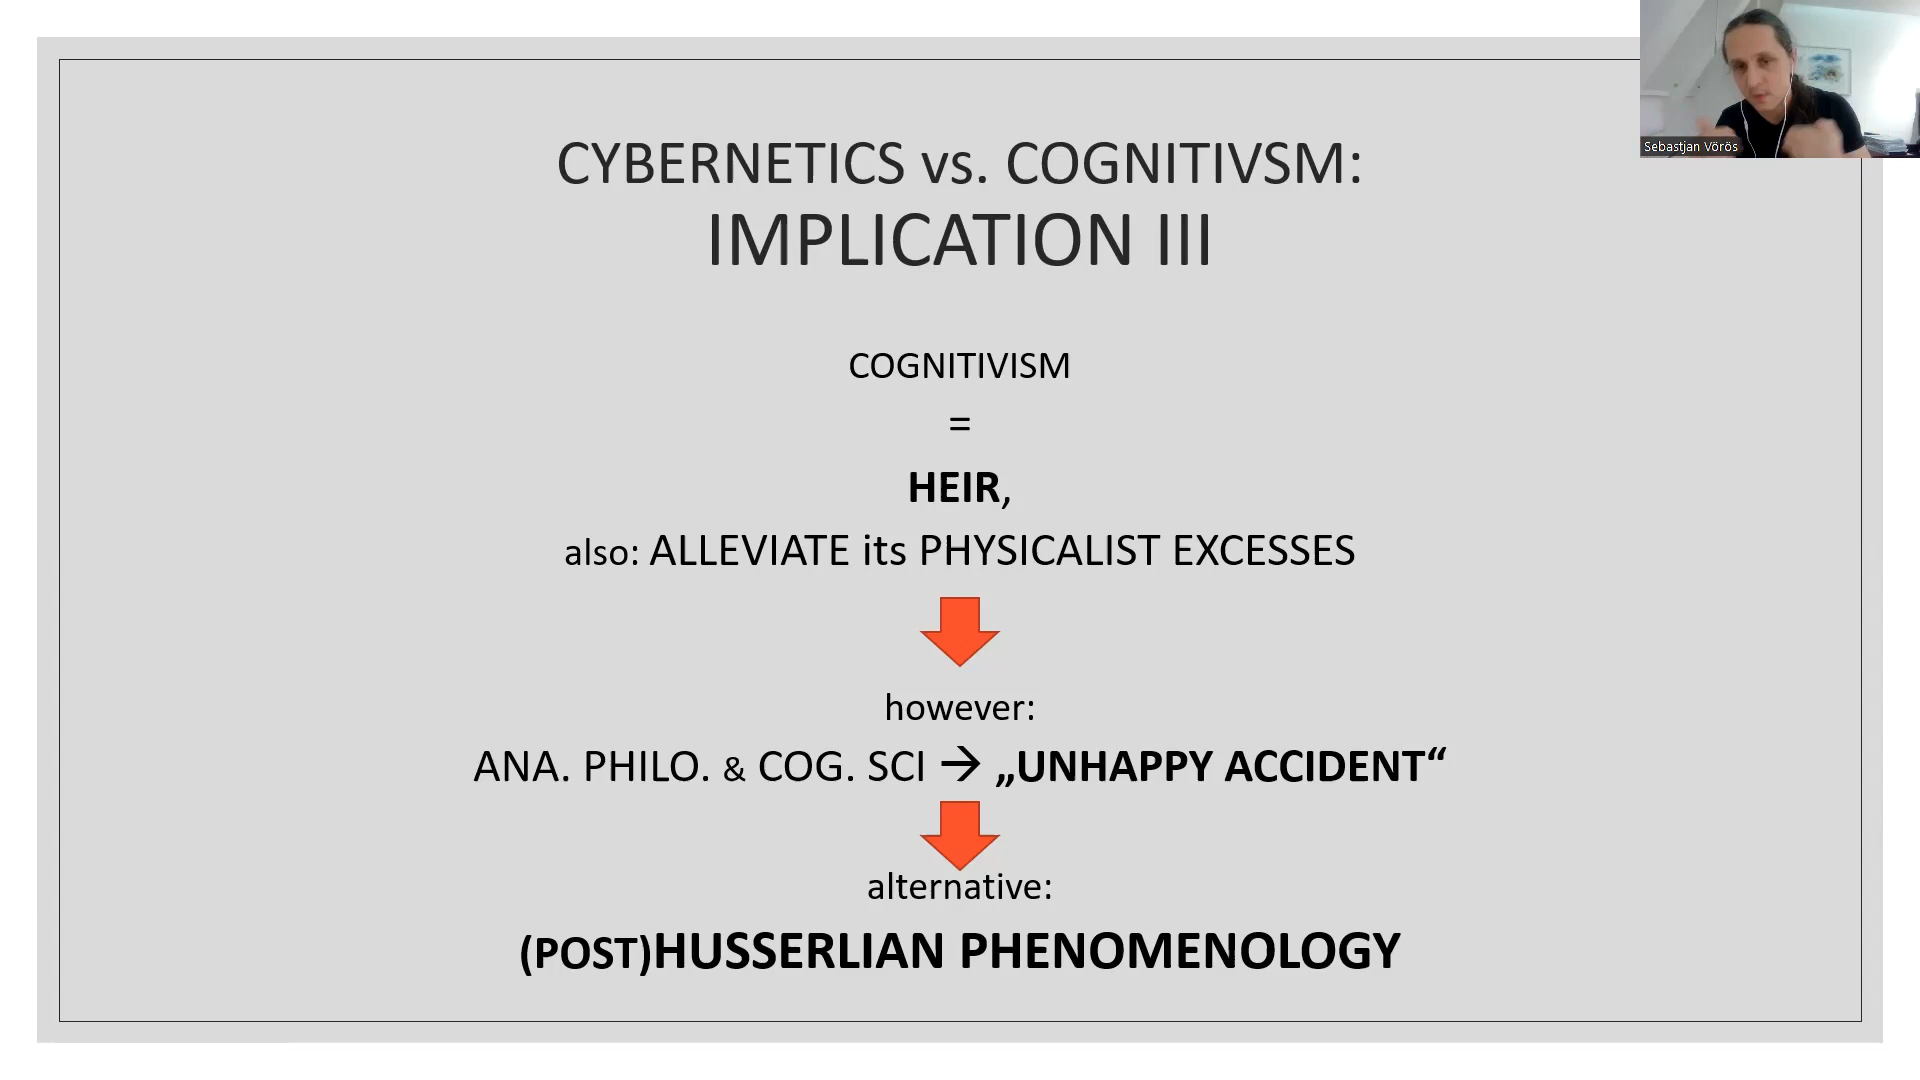 CYBERNETICS vs. COGNITIVSM:
IMPLICATION III
COGNITIVISM
=
HEIR,
also: ALLEVIATE its PHYSICALIST EXCESSES
however:
ANA. PHILO. & COG. SCI → „UNHAPPY ACCIDENT“
alternative:
(POST)HUSSERLIAN PHENOMENOLOGY
Sebastjan Vörös